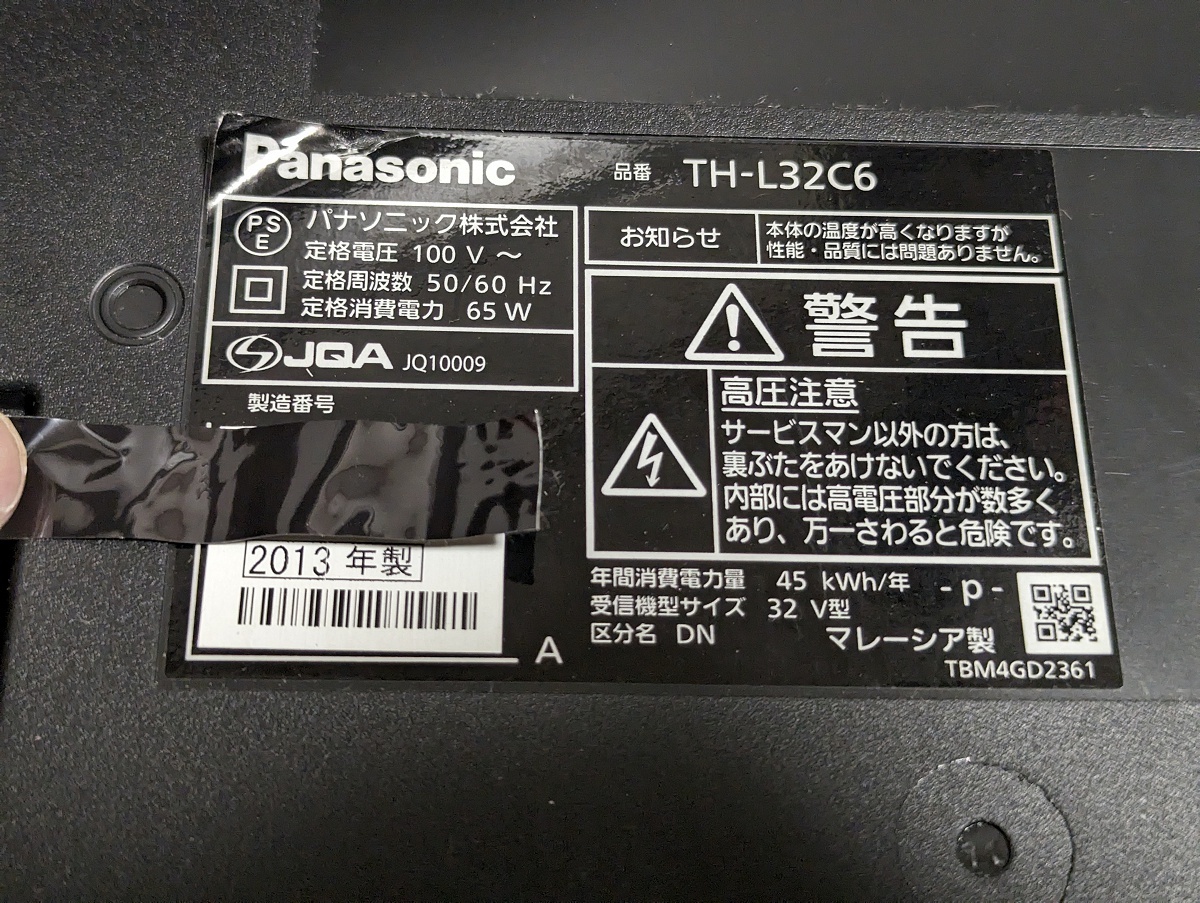 Panasonic
品番 TH-L32C6
PS
E
パナソニック株式会社
定格電圧 100 V ～
定格周波数 50/60 Hz
定格消費電力 65 W
JQA JQ10009
製造番号
2013 年製
A
お知らせ
本体の温度が高くなりますが
性能・品質には問題ありません。
警告
高圧注意
サービスマン以外の方は、
裏ぶたをあけないでください。
内部には高電圧部分が数多く
あり、万一さわると危険です。
年間消費電力量 45 kWh/年
受信機型サイズ 32 V型
区分名 DN
- p -
マレーシア製
TBM4GD2361